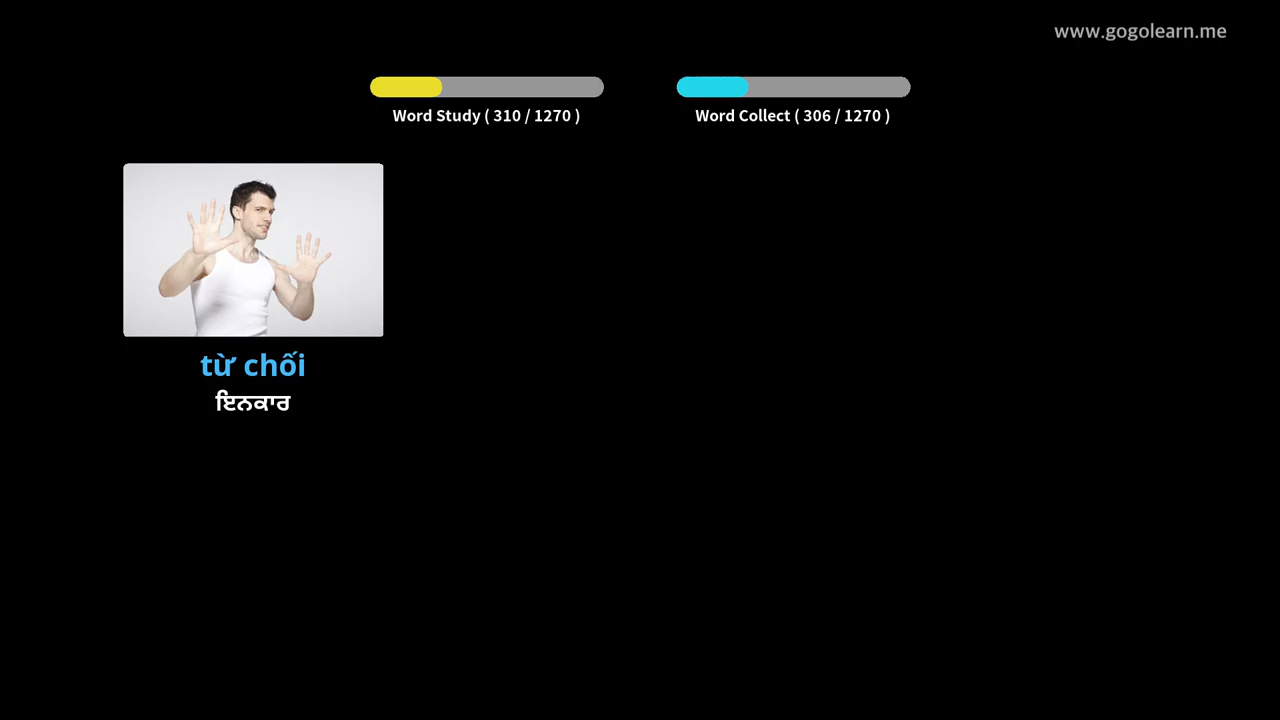 www.gogolearn.me
Word Study ( 310 / 1270 )
Word Collect ( 306 / 1270 )
từ chối
ਇਨਕਾਰ